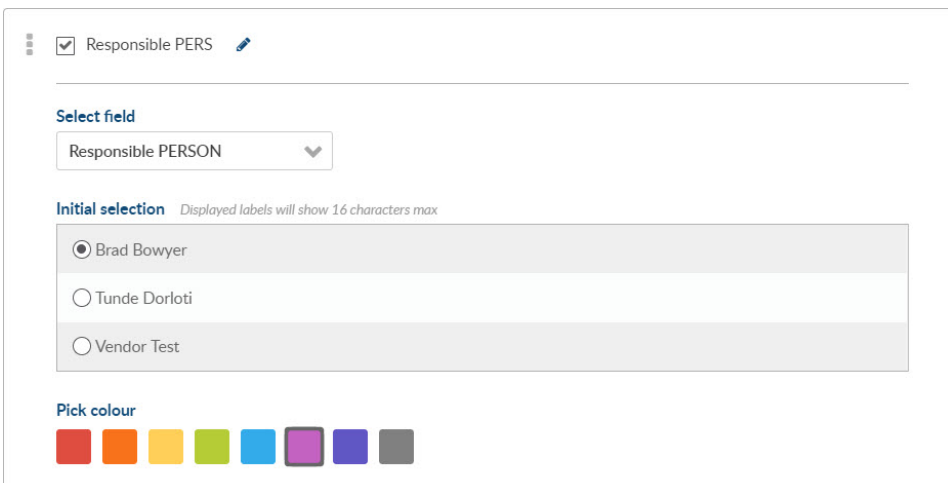 Responsible PERS
Select field
Responsible PERSON
Initial selection Displayed labels will show 16 characters max
Brad Bowyer
Tunde Dorloti
Vendor Test
Pick colour